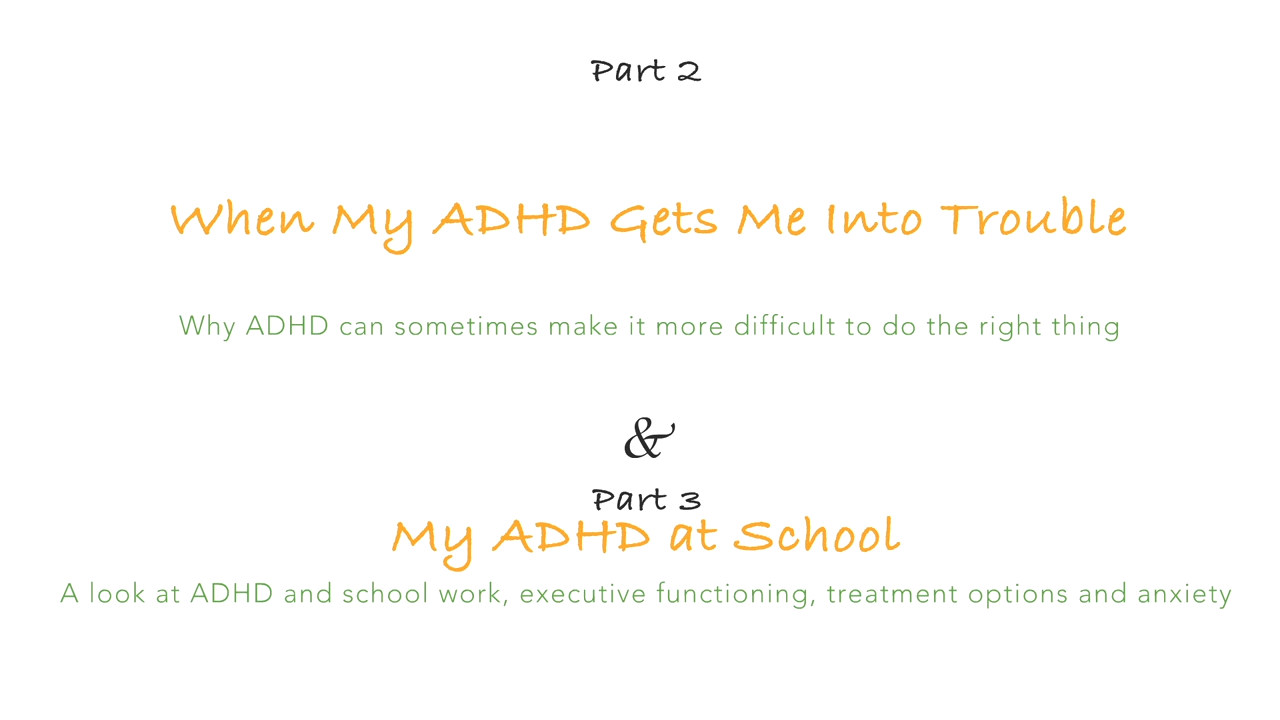 Part 2
When My ADHD Gets Me Into Trouble
Why ADHD can sometimes make it more difficult to do the right thing
&
Part 3
My ADHD at School
A look at ADHD and school work, executive functioning, treatment options and anxiety